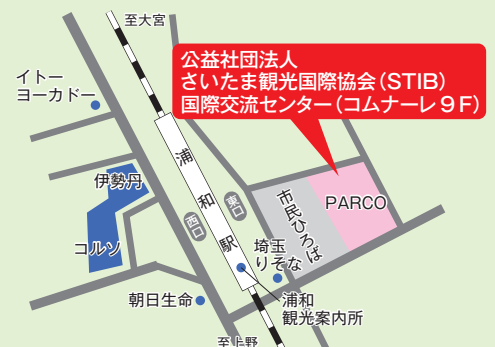 至大宮
公益社団法人
さいたま観光国際協会(STIB)
国際交流センター(コムナーレ9F)
イトー
ヨーカドー
伊勢丹
コルソ
浦和駅
西口
東口
市民ひろば
PARCO
埼玉
りそな
朝日生命
浦和
観光案内所
至上野